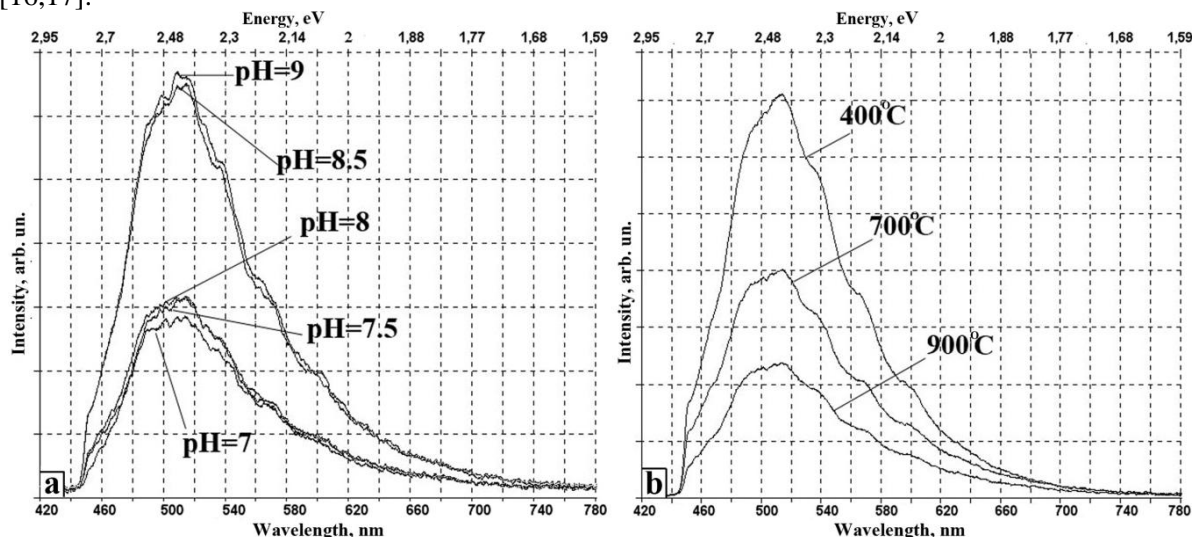 [16,17].
Energy, eV
2,95 2,7 2,48 2,3 2,14 2 1,88 1,77 1,68 1,59
pH=9
pH=8.5
pH=8
pH=7.5
pH=7
Intensity, arb. un.
a
420 460 500 540 580 620 660 700 740 780
Wavelength, nm
Energy, eV
2,95 2,7 2,48 2,3 2,14 2 1,88 1,77 1,68 1,59
400°C
700°C
900°C
Intensity, arb. un.
b
420 460 500 540 580 620 660 700 740 780
Wavelength, nm